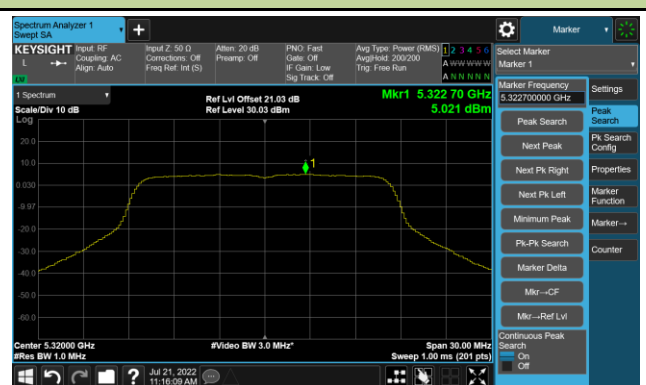 Spectrum Analyzer 1
Swept SA
Marker
KEYSIGHT Input: RF Input Z: 50 Ω Atten: 20 dB PNO: Fast Avg Type: Power (RMS) 1 2 3 4 5 6
L Coupling: AC Corrections: Off Preamp: Off Gate: Off Avg|Hold: 200/200 A W W W W W
Align: Auto Freq Ref: Int (S) IF Gain: Low Trig: Free Run
Sig Track: Off A N N N N N
Select Marker
Marker 1
Marker Frequency
5.322700000 GHz
Settings
1 Spectrum
Scale/Div 10 dB
Log
Ref Lvl Offset 21.03 dB
Ref Level 30.03 dBm
Mkr1 5.322 70 GHz
5.021 dBm
20.0
10.0
0.030
-9.97
-20.0
-30.0
-40.0
-50.0
-60.0
1
Peak Search
Next Peak
Next Pk Right
Next Pk Left
Minimum Peak
Pk-Pk Search
Marker Delta
Mkr→CF
Mkr→Ref Lvl
Continuous Peak
Search
On
Off
Peak
Search
Pk Search
Config
Properties
Marker
Function
Marker→
Counter
Center 5.32000 GHz #Video BW 3.0 MHz* Span 30.00 MHz
#Res BW 1.0 MHz Sweep 1.00 ms (201 pts)
? Jul 21, 2022
11:16:09 AM